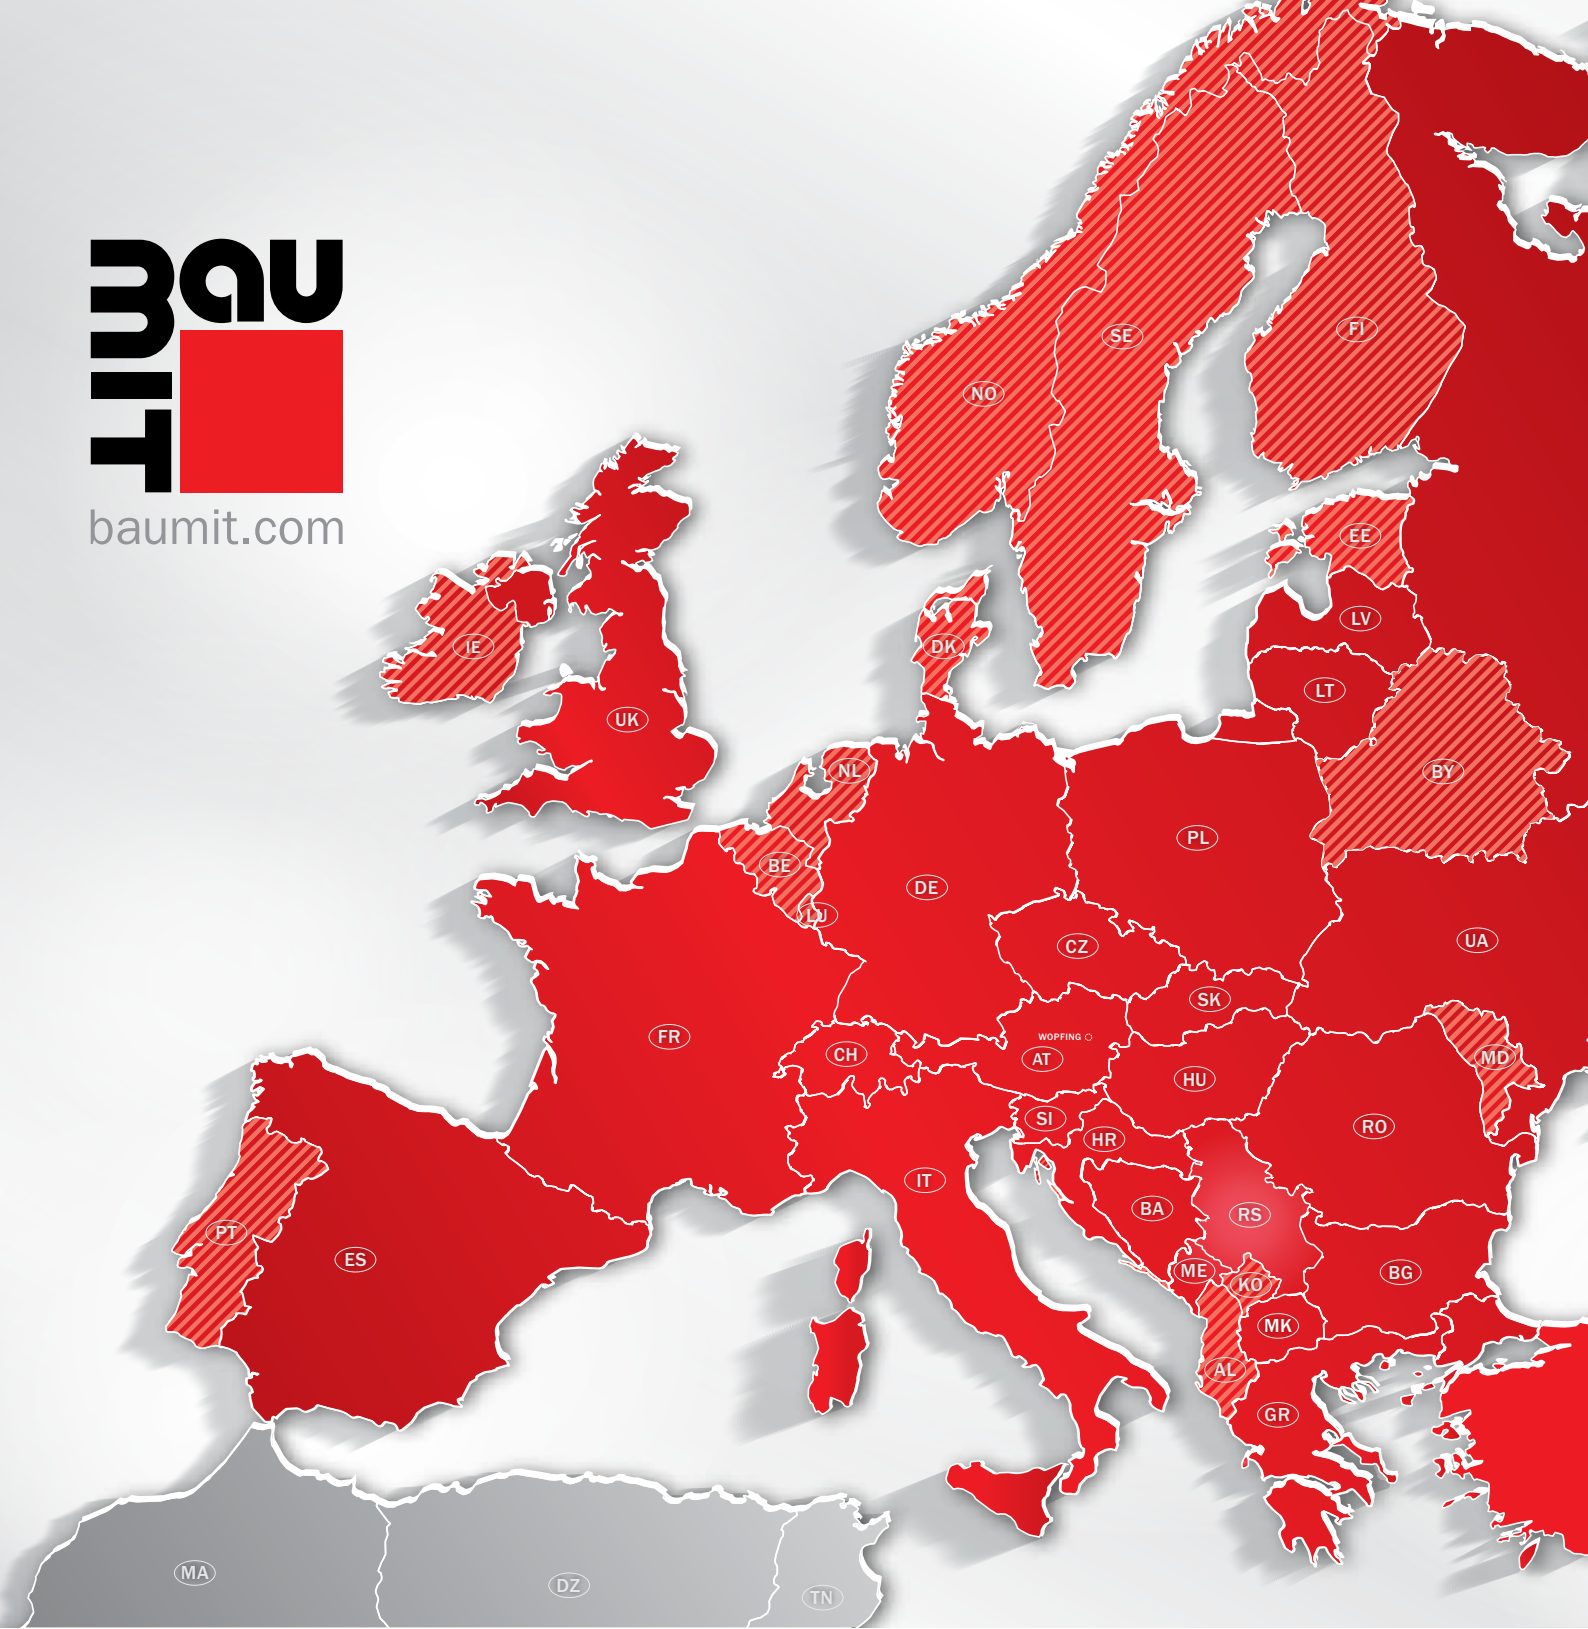 bauMIT
baumit.com
SE
FI
NO
EE
LV
IE
DK
LT
UK
NL
BY
PL
BE
DE
LU
CZ
UA
SK
FR
WOPFING
CH
AT
MD
HU
SI
RO
HR
IT
BA
RS
PT
ES
ME
BG
KO
MK
AL
GR
MA
DZ
TN